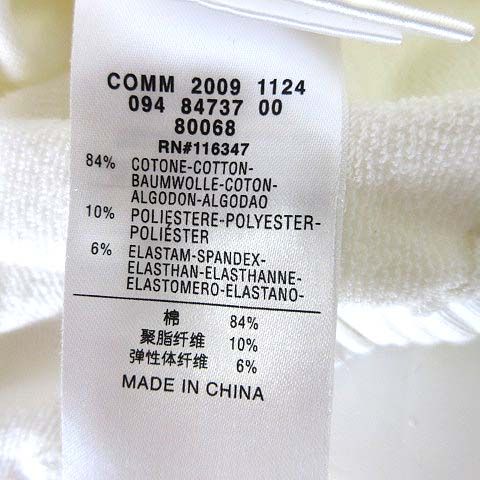 COMM 2009 1124
094 84737 00
80068
RN#116347
84% COTONE-COTTON-
BAUMWOLLE-COTON-
ALGODON-ALGODAO
10% POLIESTERE-POLYESTER-
POLIÉSTER
6% ELASTAM-SPANDEX-
ELASTHAN-ELASTHANNE-
ELASTOMERO-ELASTANO-
棉 84%
聚脂纤维 10%
弹性体纤维 6%
MADE IN CHINA